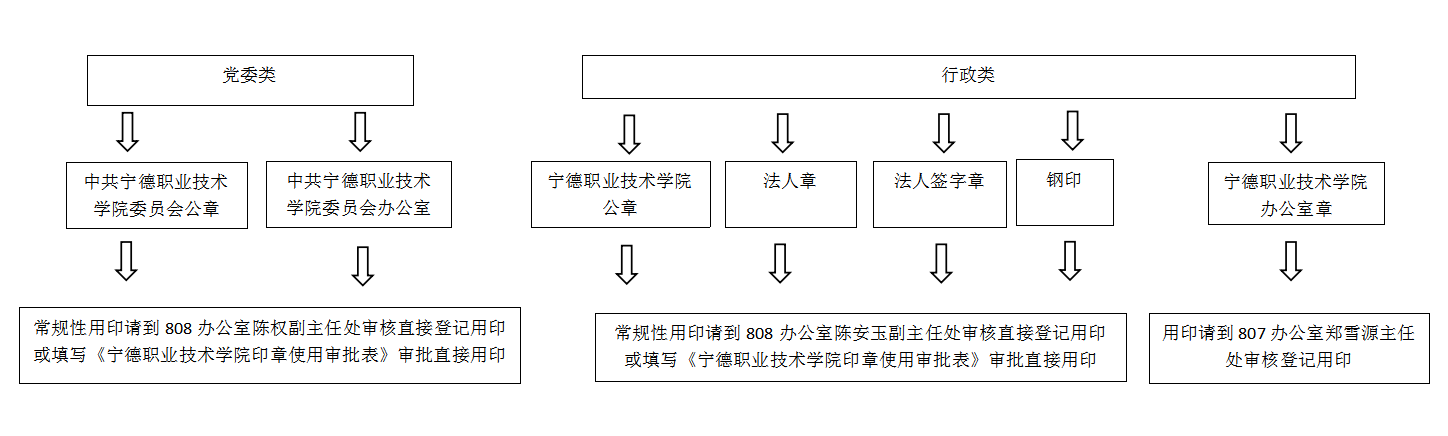 党委类
行政类
中共宁德职业技术
学院委员会公章
中共宁德职业技术
学院委员会办公室
宁德职业技术学院
公章
法人章
法人签字章
钢印
宁德职业技术学院
办公室章
常规性用印请到 808 办公室陈权副主任处审核直接登记用印
或填写《宁德职业技术学院印章使用审批表》审批直接用印
常规性用印请到 808 办公室陈安玉副主任处审核直接登记用印
或填写《宁德职业技术学院印章使用审批表》审批直接用印
用印请到 807 办公室郑雪源主任
处审核登记用印